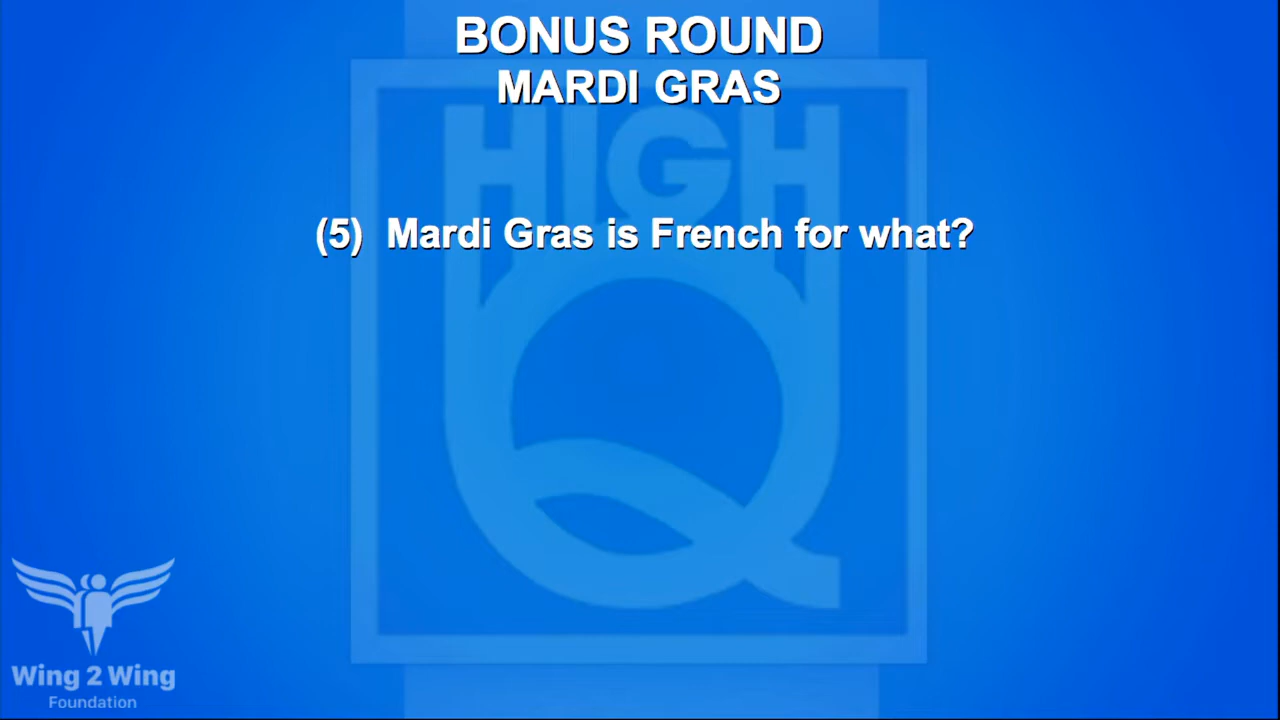 BONUS ROUND
MARDI GRAS
HIGH
Q
(5) Mardi Gras is French for what?
Wing 2 Wing
Foundation